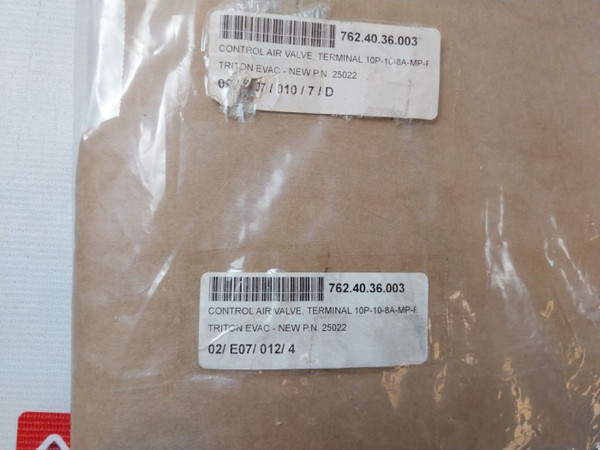 762.40.36.003
CONTROL AIR VALVE, TERMINAL 10P-10-8A-MP-
TRITON EVAC - NEW P.N. 25022
/ 010 / 7 / D
762.40.36.003
CONTROL AIR VALVE, TERMINAL 10P-10-8A-MP-
TRITON EVAC - NEW P.N. 25022
02/ E07/ 012/ 4